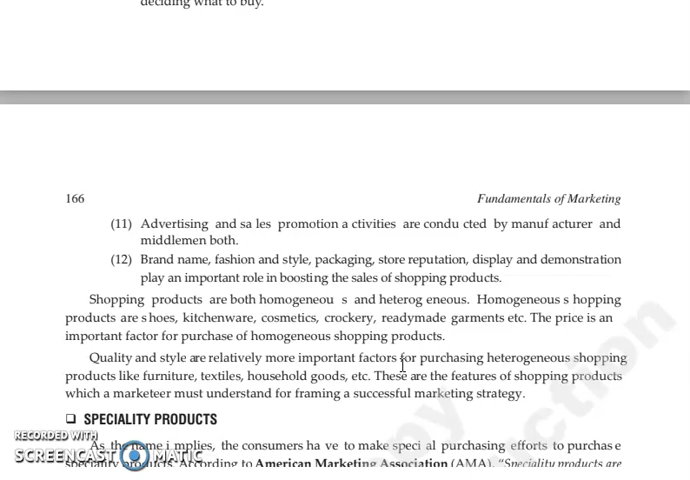 deciding what to buy.
166 Fundamentals of Marketing
(11) Advertising and sa les promotion a ctivities are condu cted by manuf acturer and
middlemen both.
(12) Brand name, fashion and style, packaging, store reputation, display and demonstration
play an important role in boosting the sales of shopping products.
Shopping products are both homogeneou s and heterog eneous. Homogeneous s hopping
products are s hoes, kitchenware, cosmetics, crockery, readymade garments etc. The price is an
important factor for purchase of homogeneous shopping products.
Quality and style are relatively more important factors for purchasing heterogeneous shopping
products like furniture, textiles, household goods, etc. These are the features of shopping products
which a marketeer must understand for framing a successful marketing strategy.
❑ SPECIALITY PRODUCTS
As the name i mplies, the consumers ha ve to make speci al purchasing efforts to purchas e
speciality products. According to American Marketing Association (AMA), "Speciality products are
RECORDED WITH
SCREENCAST MATIC